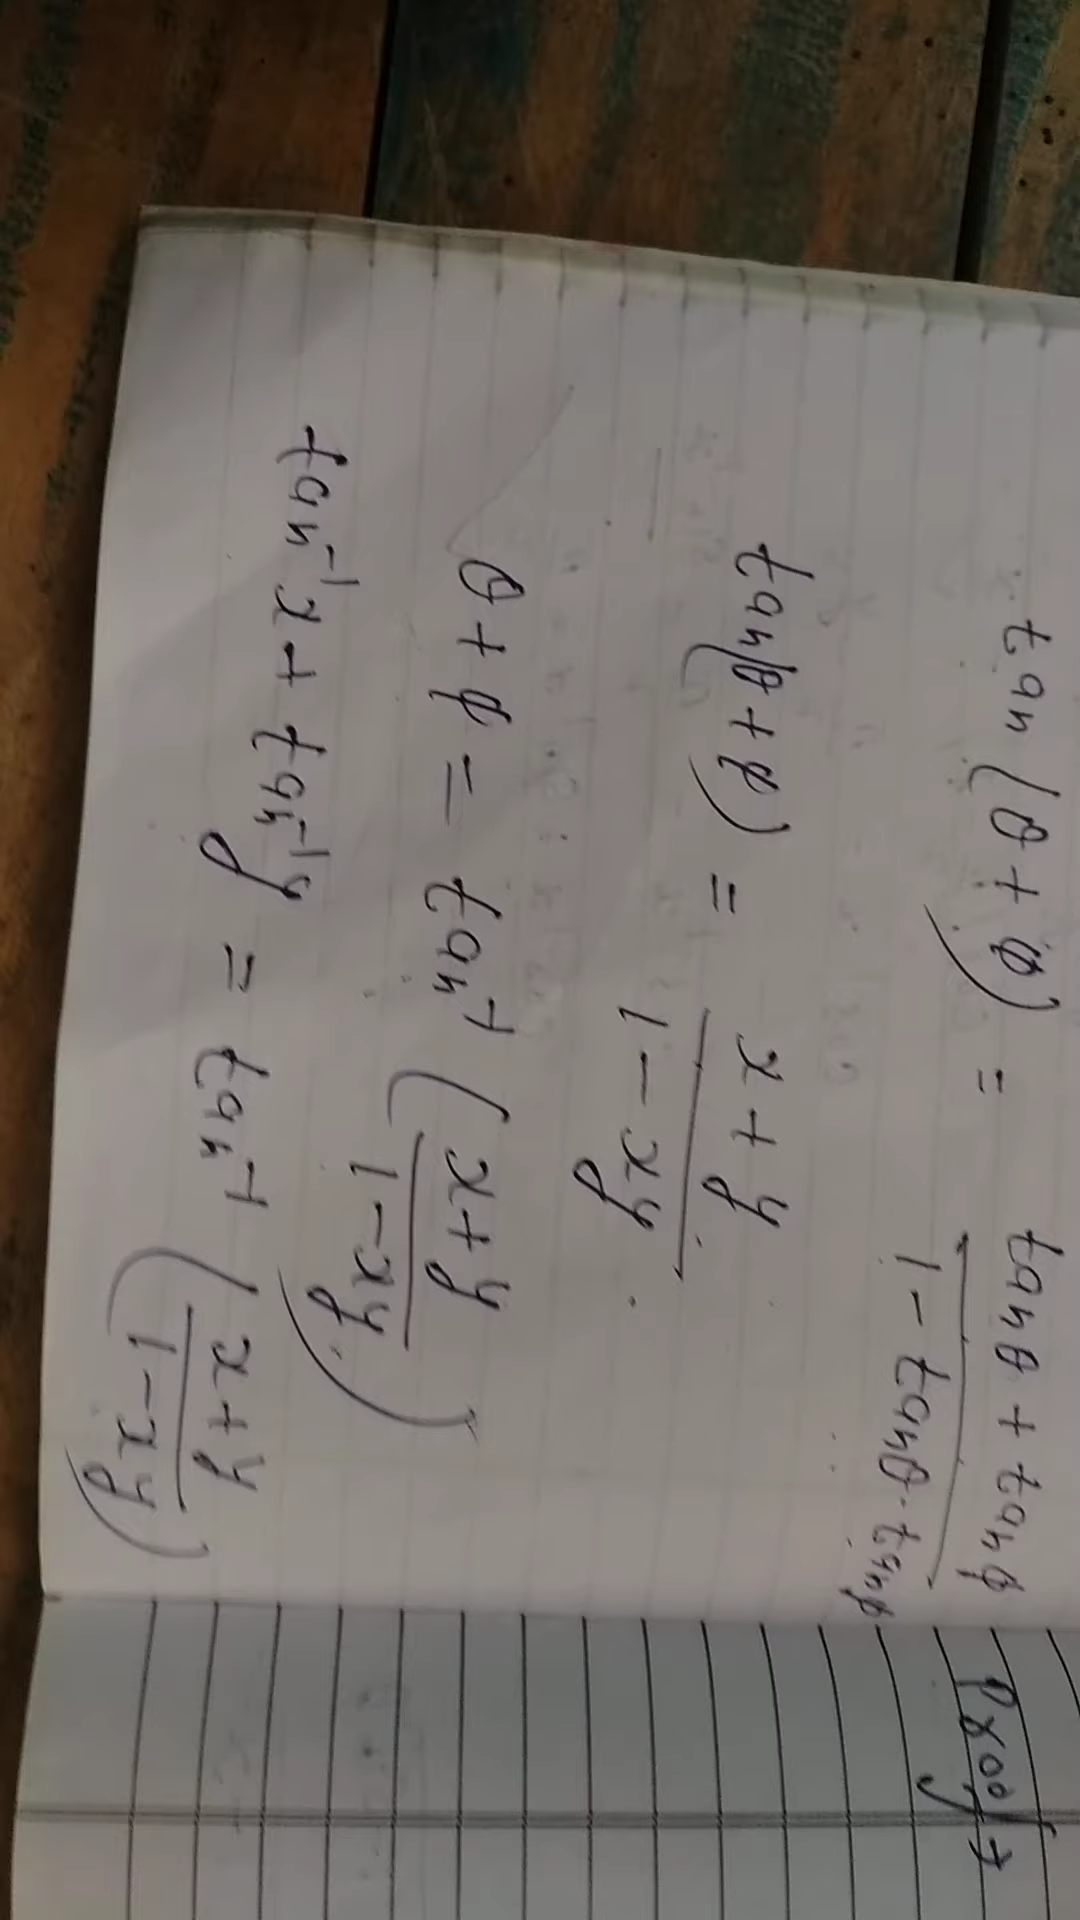 tan (θ + φ) = (tanθ + tanφ) / (1 - tanθ · tanφ)
tan(θ + φ) = (x + y) / (1 - xy)
θ + φ = tan⁻¹ ((x+y) / (1-xy))
tan⁻¹x + tan⁻¹y = tan⁻¹ ((x+y) / (1-xy))
Proof